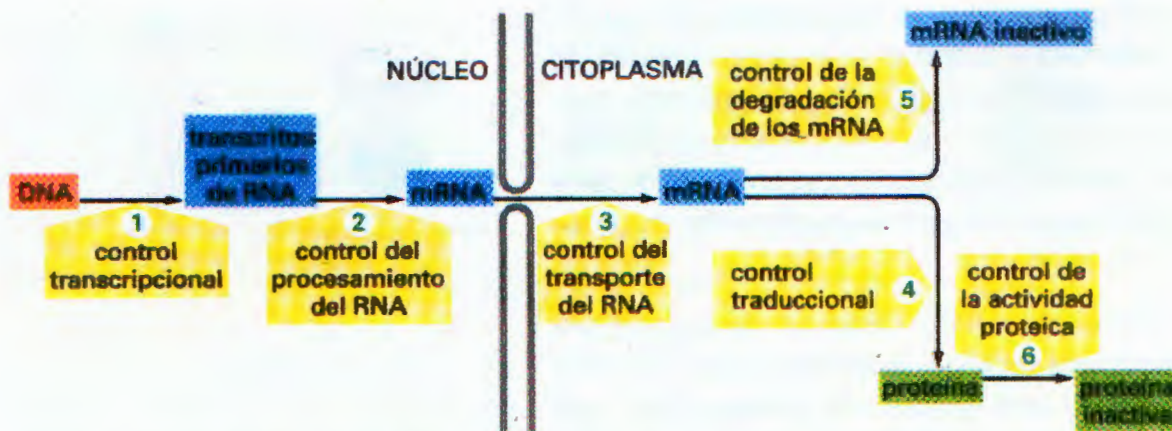 mRNA inactivo
NÚCLEO
CITOPLASMA
control de la
degradación
de los mRNA
5
transcritos
primarios
de RNA
DNA
mRNA
mRNA
1
control
transcripcional
2
control del
procesamiento
del RNA
3
control del
transporte
del RNA
control
traduccional
4
control de
la actividad
proteica
6
proteína
proteína
inactiva